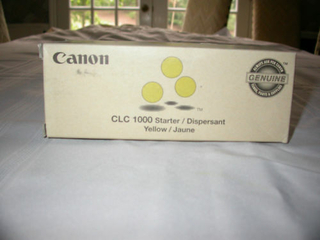 Canon
GENUINE
CLC 1000 Starter / Dispersant
Yellow / Jaune